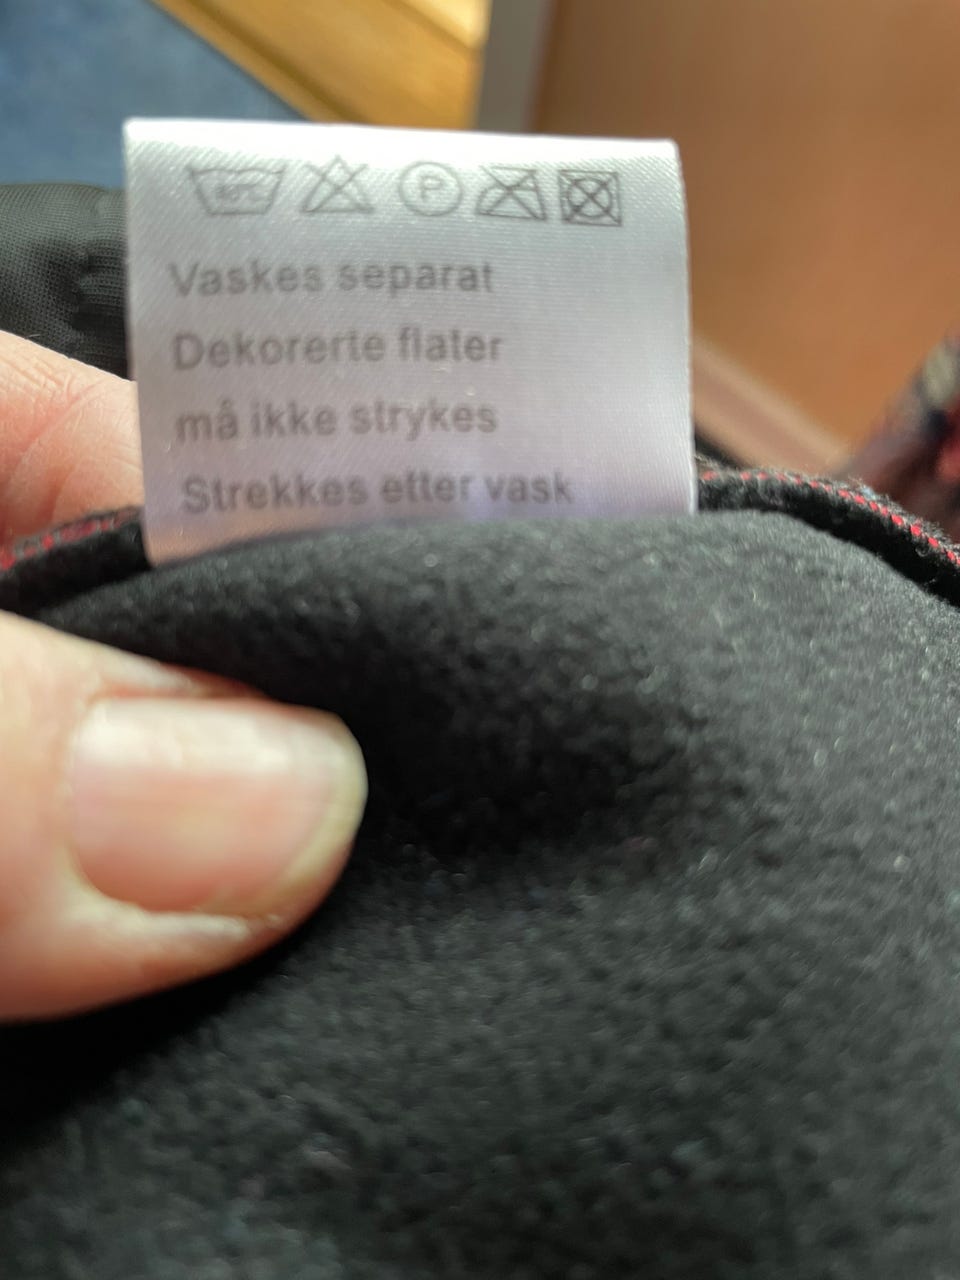 P
Vaskes separat
Dekorerte flater
må ikke strykes
Strekkes etter vask